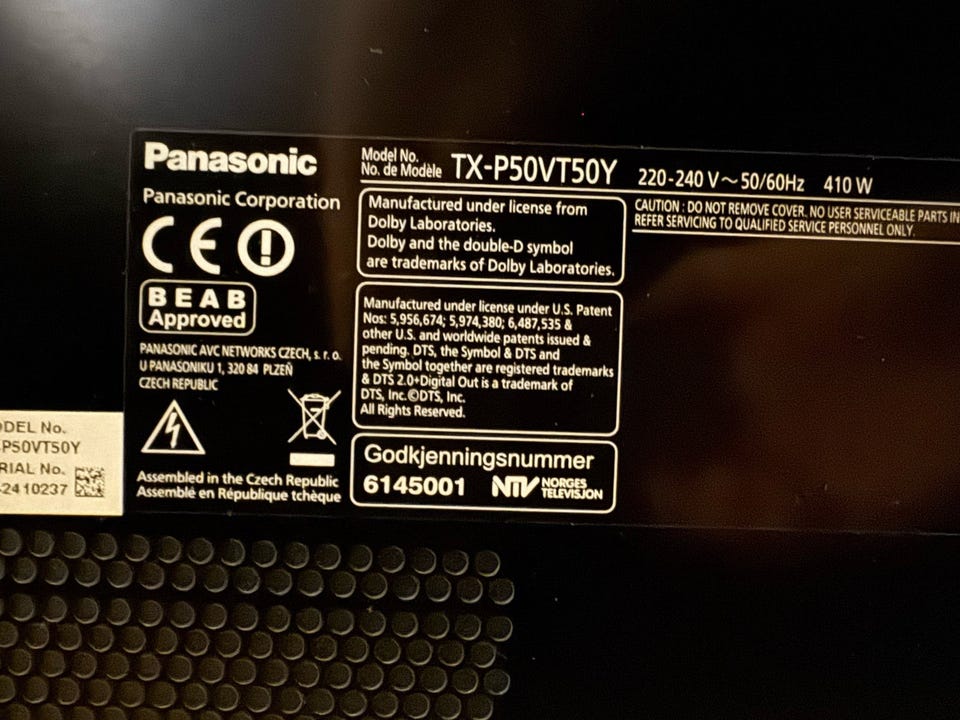 Panasonic
Panasonic Corporation
CE
BEAB
Approved
PANASONIC AVC NETWORKS CZECH, s. r. o.
U PANASONIKU 1, 320 84 PLZEŇ
CZECH REPUBLIC
Assembled in the Czech Republic
Assemblé en République tchèque
Model No.
No. de Modèle TX-P50VT50Y 220-240 V~50/60Hz 410 W
Manufactured under license from
Dolby Laboratories.
Dolby and the double-D symbol
are trademarks of Dolby Laboratories.
Manufactured under license under U.S. Patent
Nos: 5,956,674; 5,974,380; 6,487,535 &
other U.S. and worldwide patents issued &
pending. DTS, the Symbol & DTS and
the Symbol together are registered trademarks
& DTS 2.0+Digital Out is a trademark of
DTS, Inc.©DTS, Inc.
All Rights Reserved.
Godkjenningsnummer
6145001 NTV NORGES
TELEVISJON
CAUTION : DO NOT REMOVE COVER. NO USER SERVICEABLE PARTS IN
REFER SERVICING TO QUALIFIED SERVICE PERSONNEL ONLY.
DEL No.
-P50VT50Y
RIAL No.
2410237